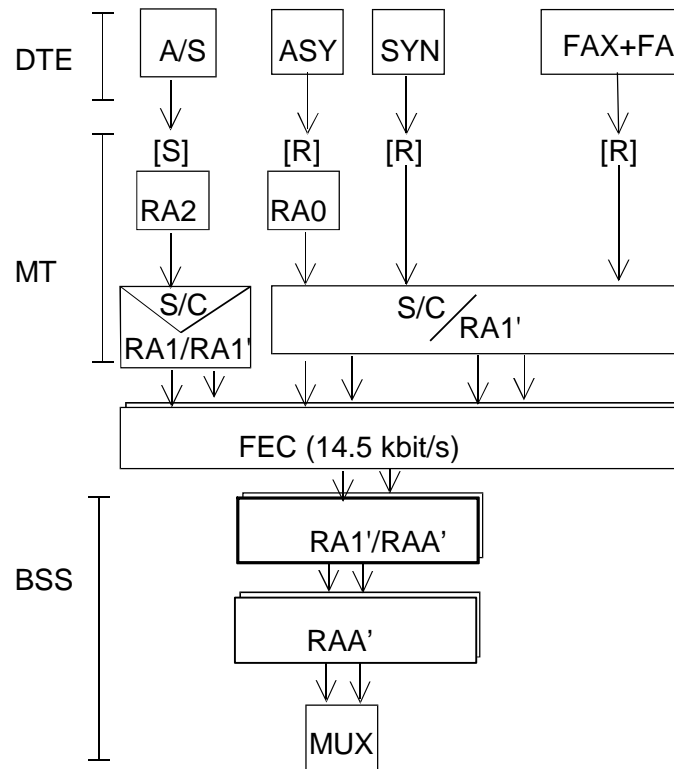 DTE
A/S
ASY
SYN
FAX+FA
[S]
[R]
[R]
[R]
RA2
RA0
MT
S/C
RA1/RA1'
S/C
RA1'
FEC (14.5 kbit/s)
BSS
RA1'/RAA’
RAA’
MUX